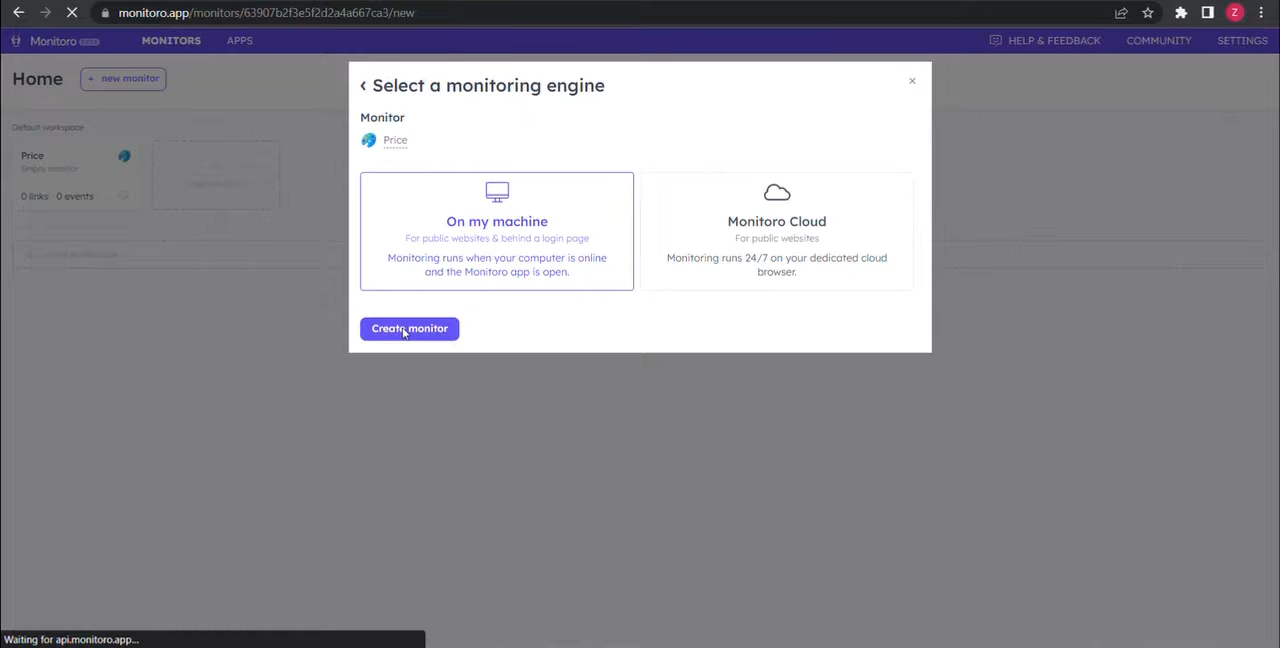 monitoro.app/monitors/63907b2f3e5f2d2a4a667ca3/new
Z
Monitoro
MONITORS
APPS
HELP & FEEDBACK
COMMUNITY
SETTINGS
Home
+ new monitor
‹ Select a monitoring engine
×
Monitor
Price
Default workspace
Price
Empty monitor
0 links · 0 events
On my machine
For public websites & behind a login page
Monitoring runs when your computer is online
and the Monitoro app is open.
Monitoro Cloud
For public websites
Monitoring runs 24/7 on your dedicated cloud
browser.
Create monitor
Waiting for api.monitoro.app...